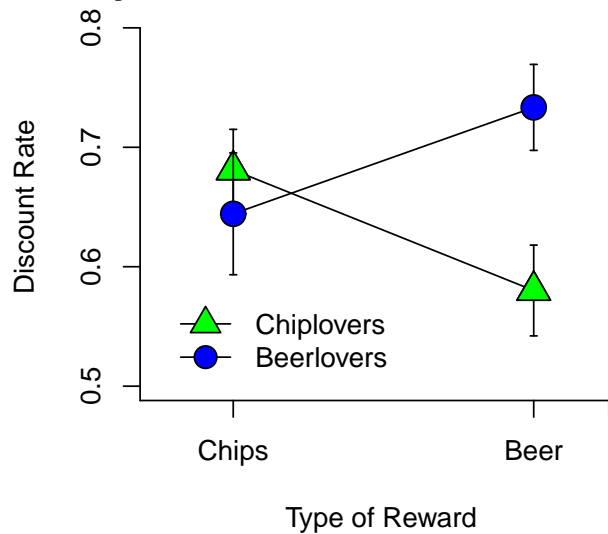 0.8
0.7
0.6
0.5
Discount Rate
Chiplovers
Beerlovers
Chips Beer
Type of Reward